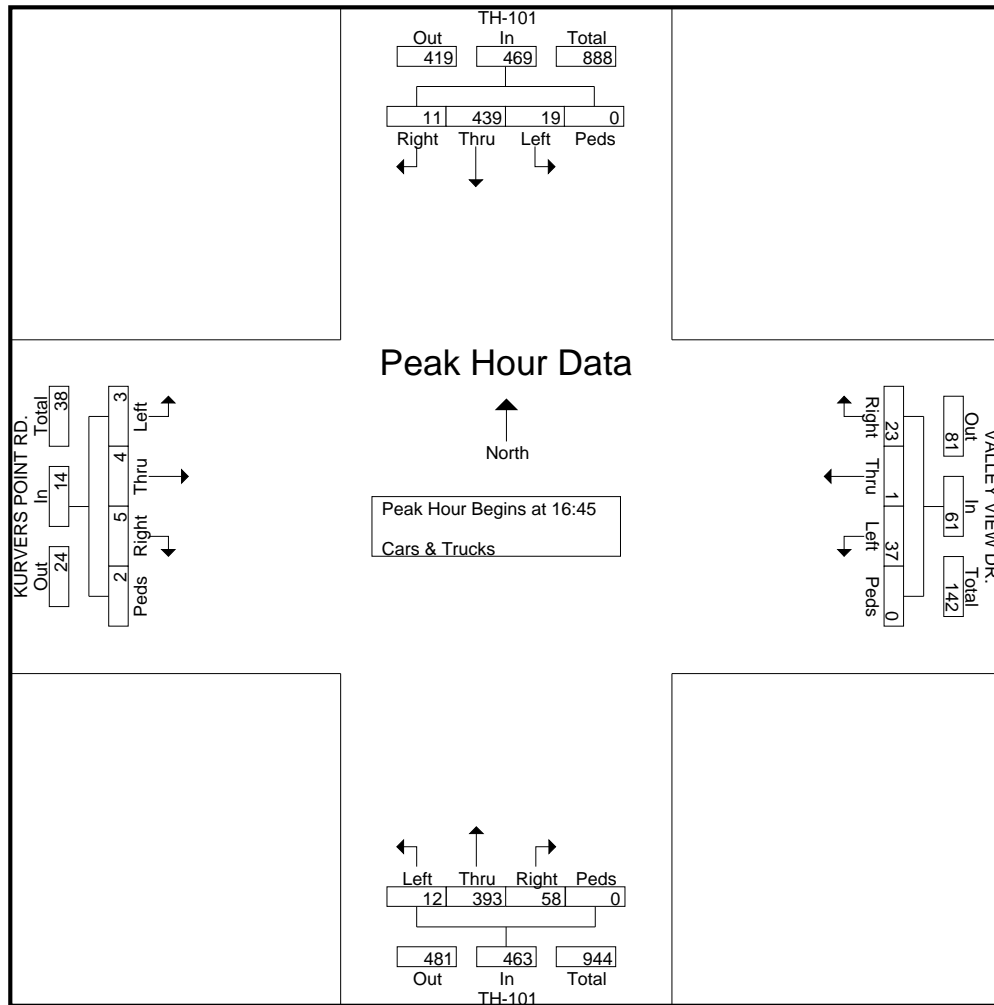 TH-101
Out In Total
419 469 888
11 439 19 0
Right Thru Left Peds
Peak Hour Data
North
Peak Hour Begins at 16:45
Cars & Trucks
KURVERS POINT RD.
Out In Total
24 14 38
2 5 4 3
Peds Right Thru Left
VALLEY VIEW DR.
Out In Total
81 61 142
23 1 37 0
Right Thru Left Peds
Left Thru Right Peds
12 393 58 0
481 463 944
Out In Total
TH-101